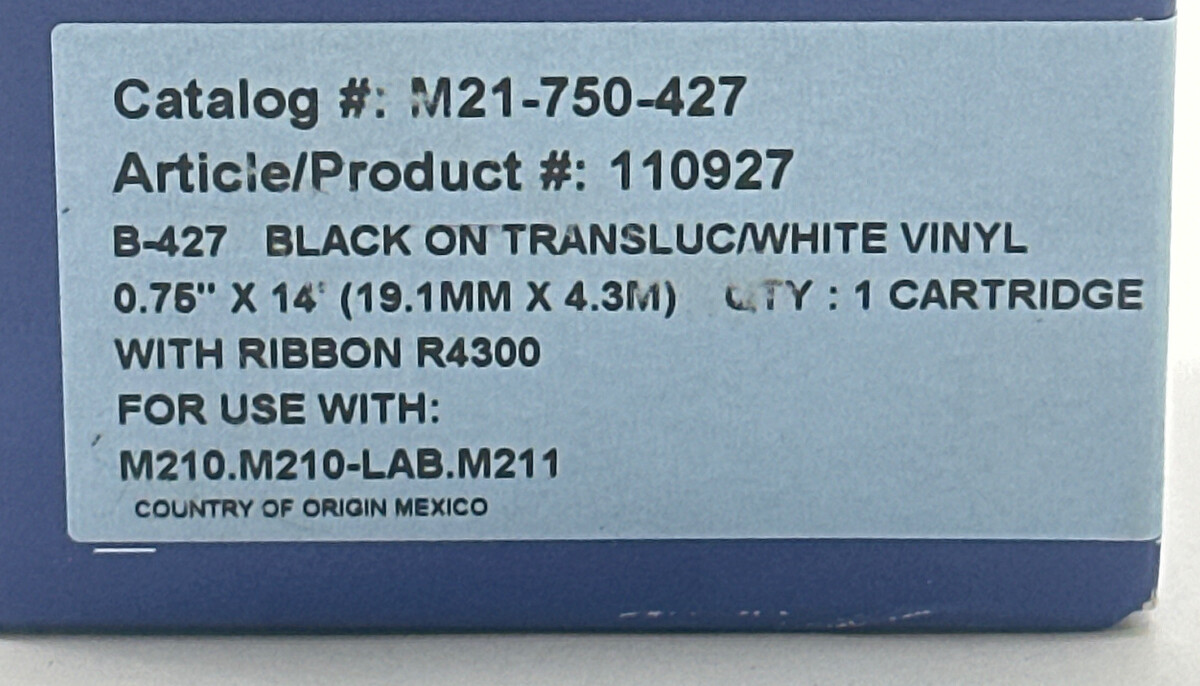 Catalog #: M21-750-427
Article/Product #: 110927
B-427 BLACK ON TRANSLUC/WHITE VINYL
0.75" X 14' (19.1MM X 4.3M) QTY : 1 CARTRIDGE
WITH RIBBON R4300
FOR USE WITH:
M210.M210-LAB.M211
COUNTRY OF ORIGIN MEXICO